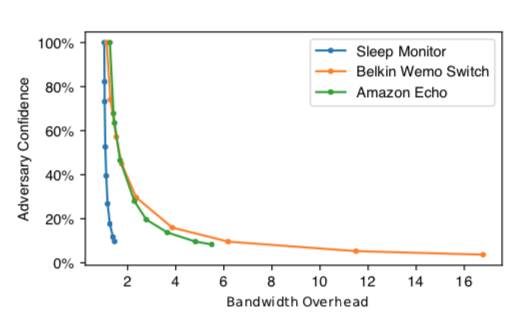 100%
80%
60%
40%
20%
0%
Adversary Confidence
Sleep Monitor
Belkin Wemo Switch
Amazon Echo
2 4 6 8 10 12 14 16
Bandwidth Overhead